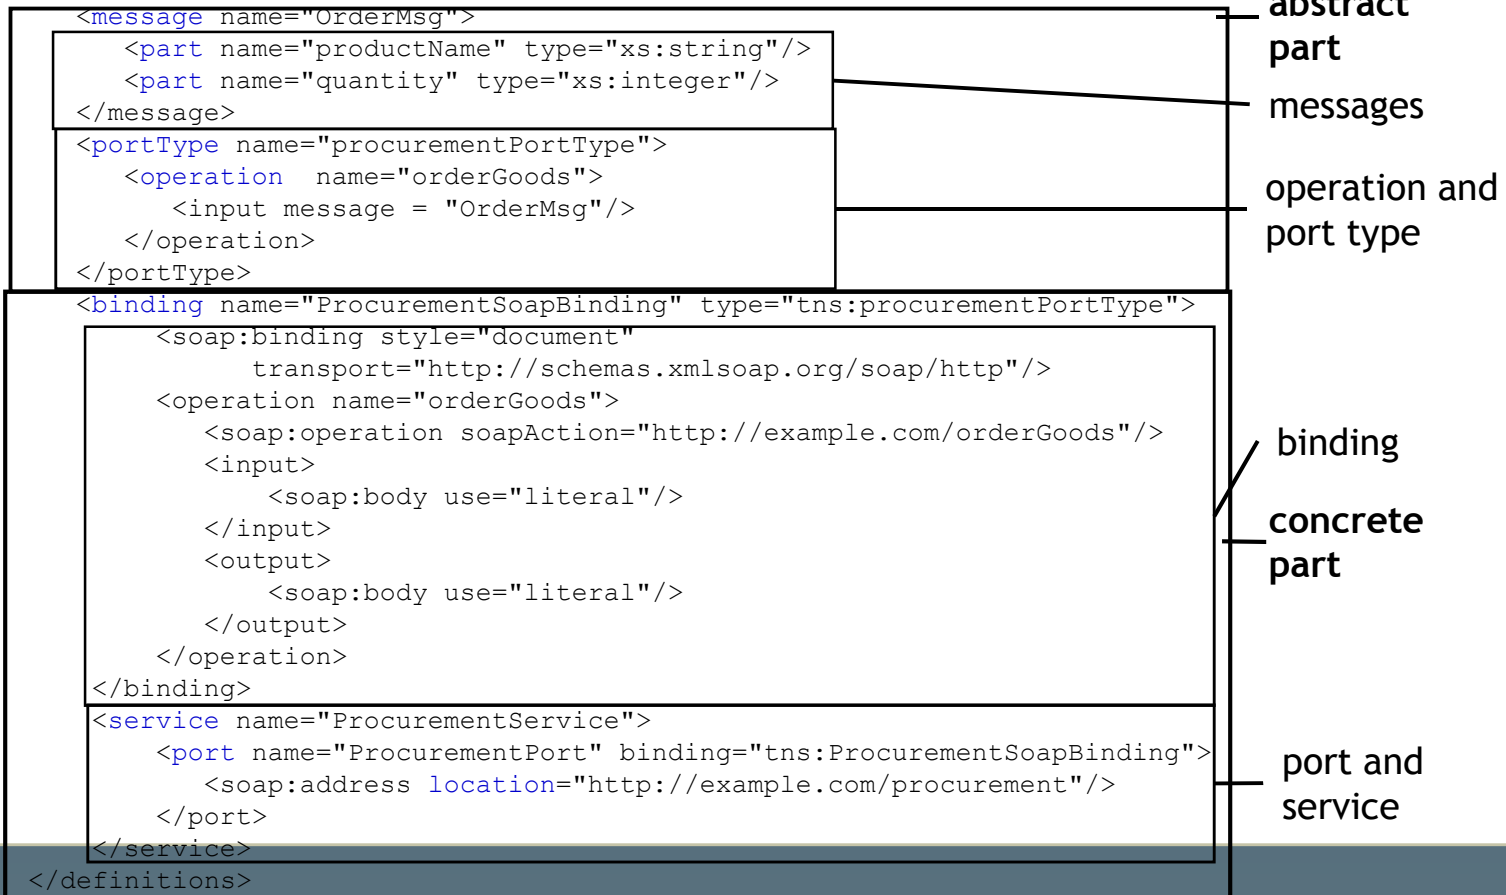 <message name="OrderMsg">
<part name="productName" type="xs:string"/>
<part name="quantity" type="xs:integer"/>
</message>
<portType name="procurementPortType">
<operation  name="orderGoods">
<input message = "OrderMsg"/>
</operation>
</portType>
<binding name="ProcurementSoapBinding" type="tns:procurementPortType">
<soap:binding style="document"
transport="http://schemas.xmlsoap.org/soap/http"/>
<operation name="orderGoods">
<soap:operation soapAction="http://example.com/orderGoods"/>
<input>
<soap:body use="literal"/>
</input>
<output>
<soap:body use="literal"/>
</output>
</operation>
</binding>
<service name="ProcurementService">
<port name="ProcurementPort" binding="tns:ProcurementSoapBinding">
<soap:address location="http://example.com/procurement"/>
</port>
</service>
</definitions>
abstract
part
messages
operation and
port type
binding
concrete
part
port and
service